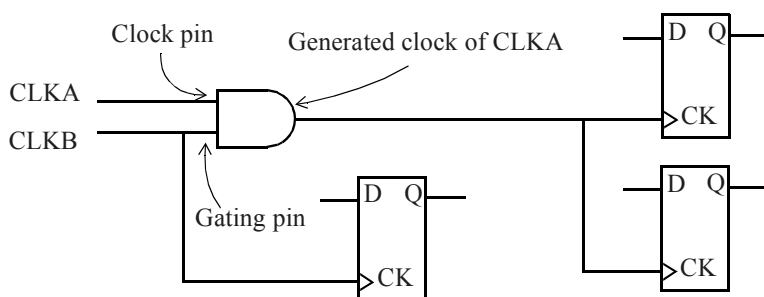 Clock pin
Generated clock of CLKA
D Q
CK
CLKA
CLKB
Gating pin
D Q
CK
D Q
CK